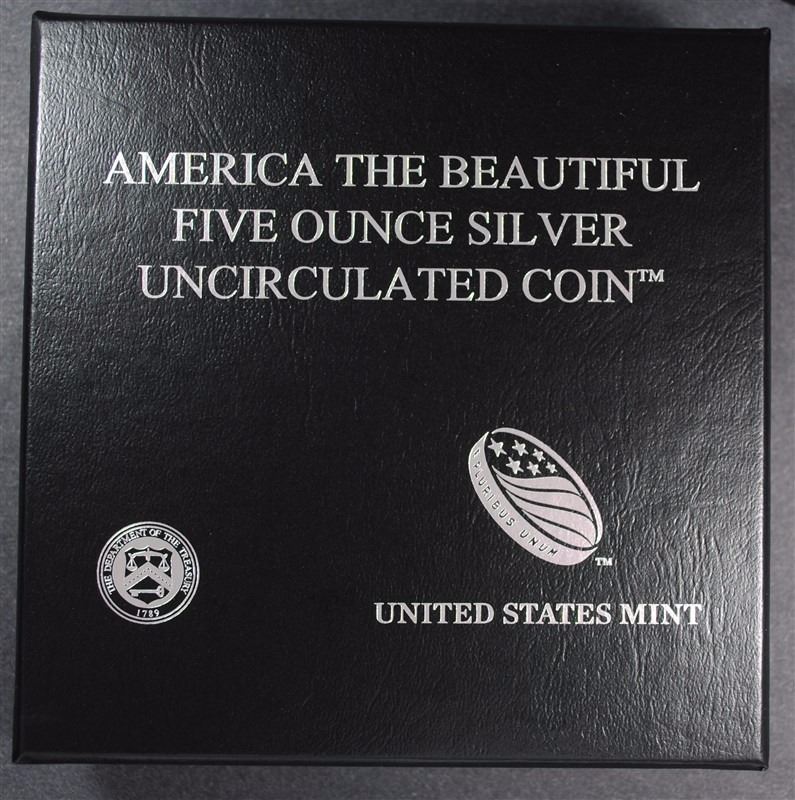 AMERICA THE BEAUTIFUL
FIVE OUNCE SILVER
UNCIRCULATED COIN™
E PLURIBUS UNUM
TM
THE DEPARTMENT OF THE TREASURY
1789
UNITED STATES MINT